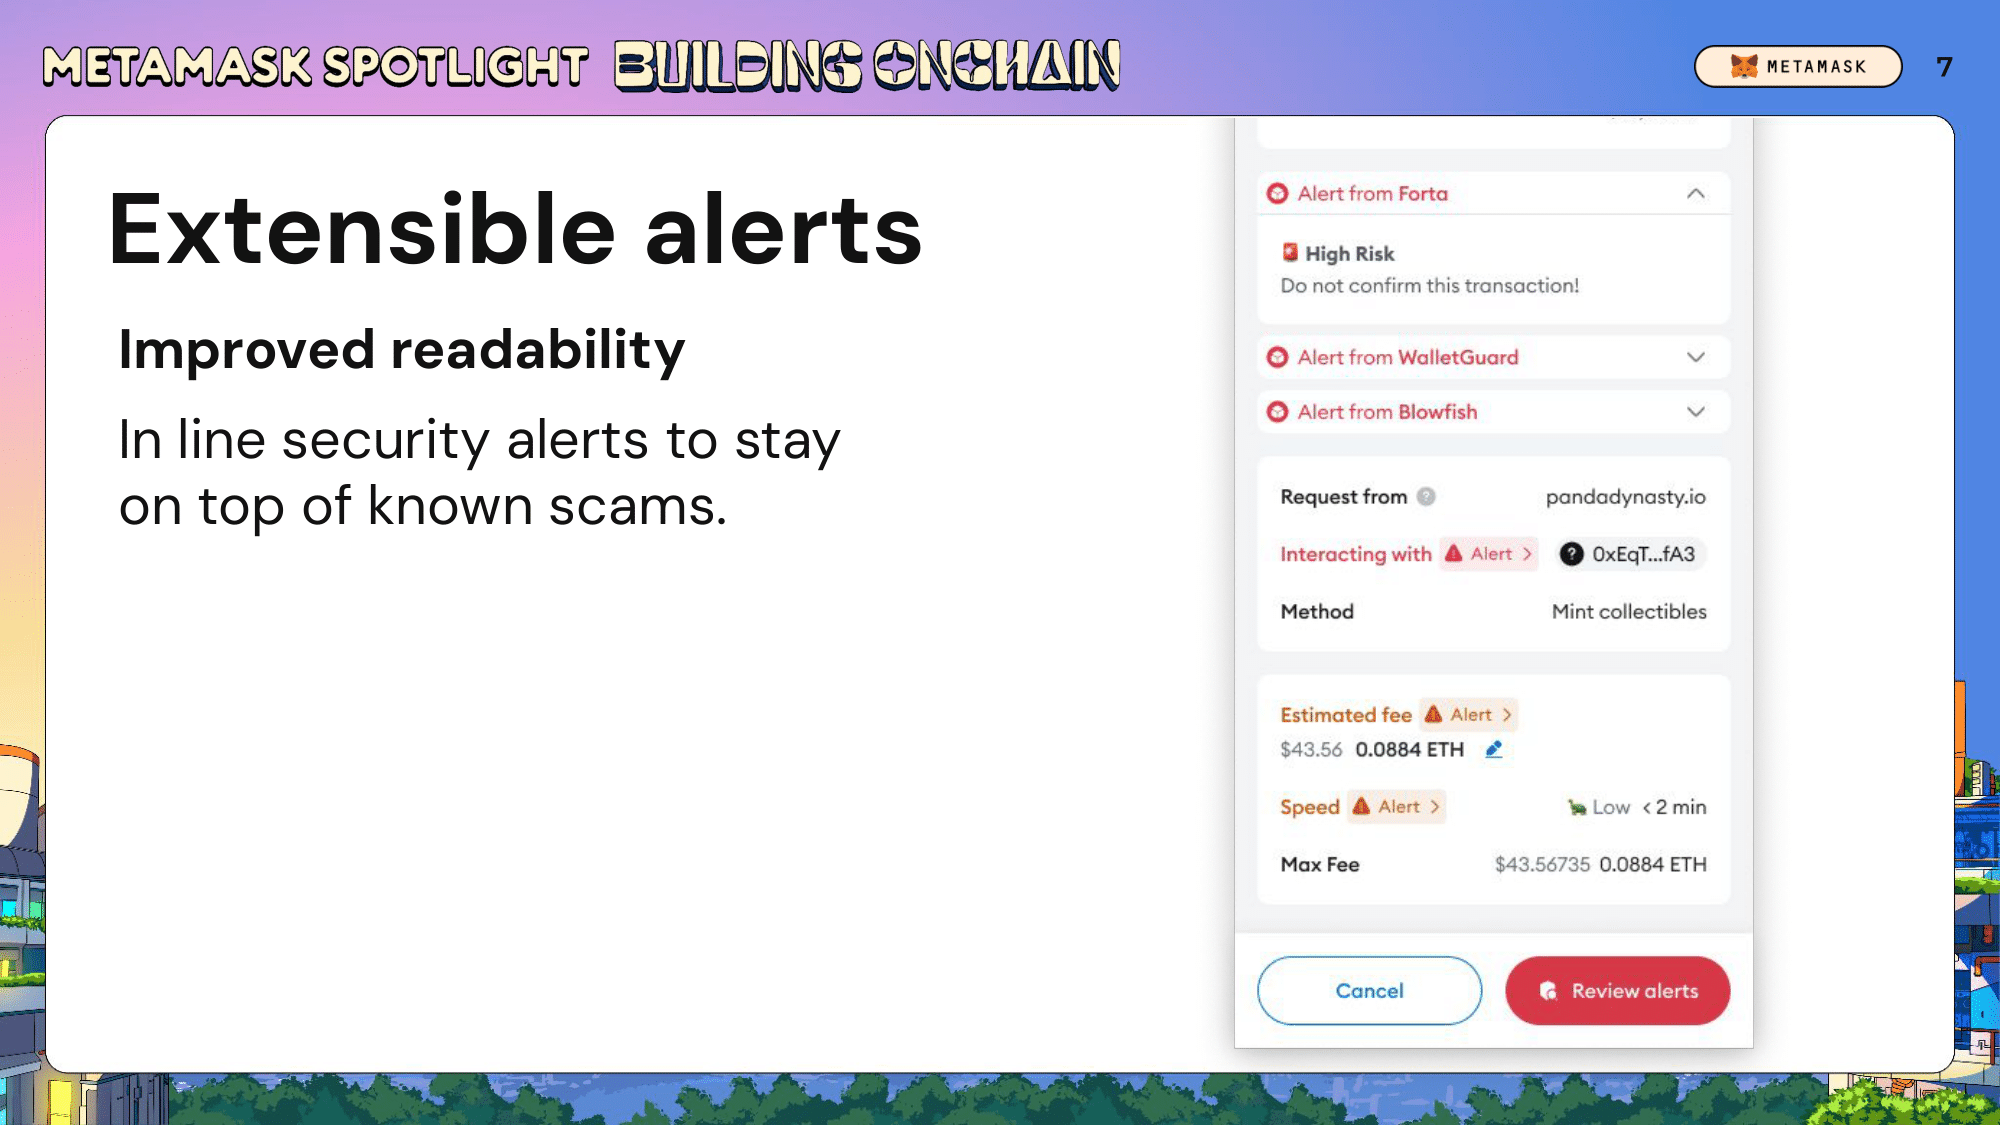 METAMASK SPOTLIGHT BUILDING ONCHAIN
METAMASK 7
Extensible alerts
Improved readability
In line security alerts to stay
on top of known scams.
Alert from Forta
High Risk
Do not confirm this transaction!
Alert from WalletGuard
Alert from Blowfish
Request from ? pandadynasty.io
Interacting with Alert > ? 0xEqT...fA3
Method Mint collectibles
Estimated fee Alert >
$43.56 0.0884 ETH
Speed Alert > Low < 2 min
Max Fee $43.56735 0.0884 ETH
Cancel Review alerts